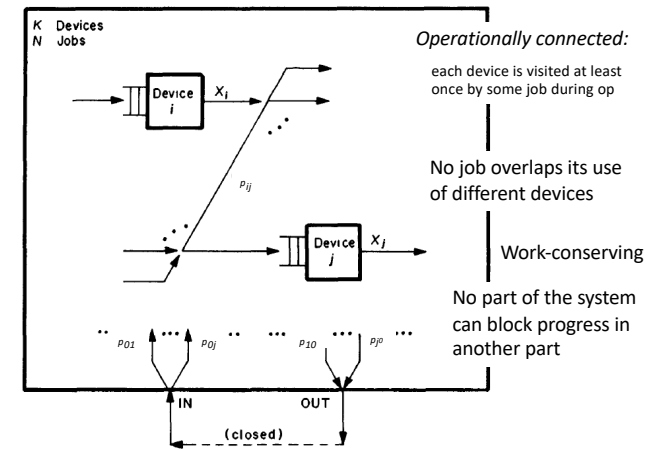 K Devices
N Jobs
Operationally connected:
each device is visited at least
once by some job during op
Device
i
Xi
pij
No job overlaps its use
of different devices
Device
j
Xj
Work-conserving
No part of the system
can block progress in
another part
p01
p0j
p10
pj0
IN
OUT
(closed)